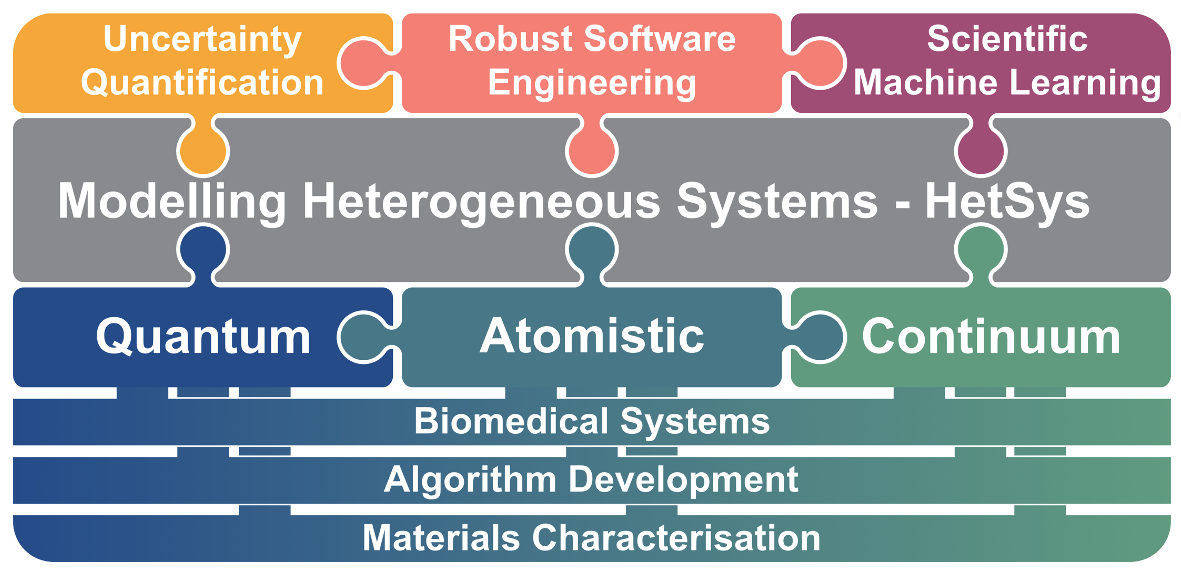 Uncertainty
Quantification
Robust Software
Engineering
Scientific
Machine Learning
Modelling Heterogeneous Systems - HetSys
Quantum
Atomistic
Continuum
Biomedical Systems
Algorithm Development
Materials Characterisation